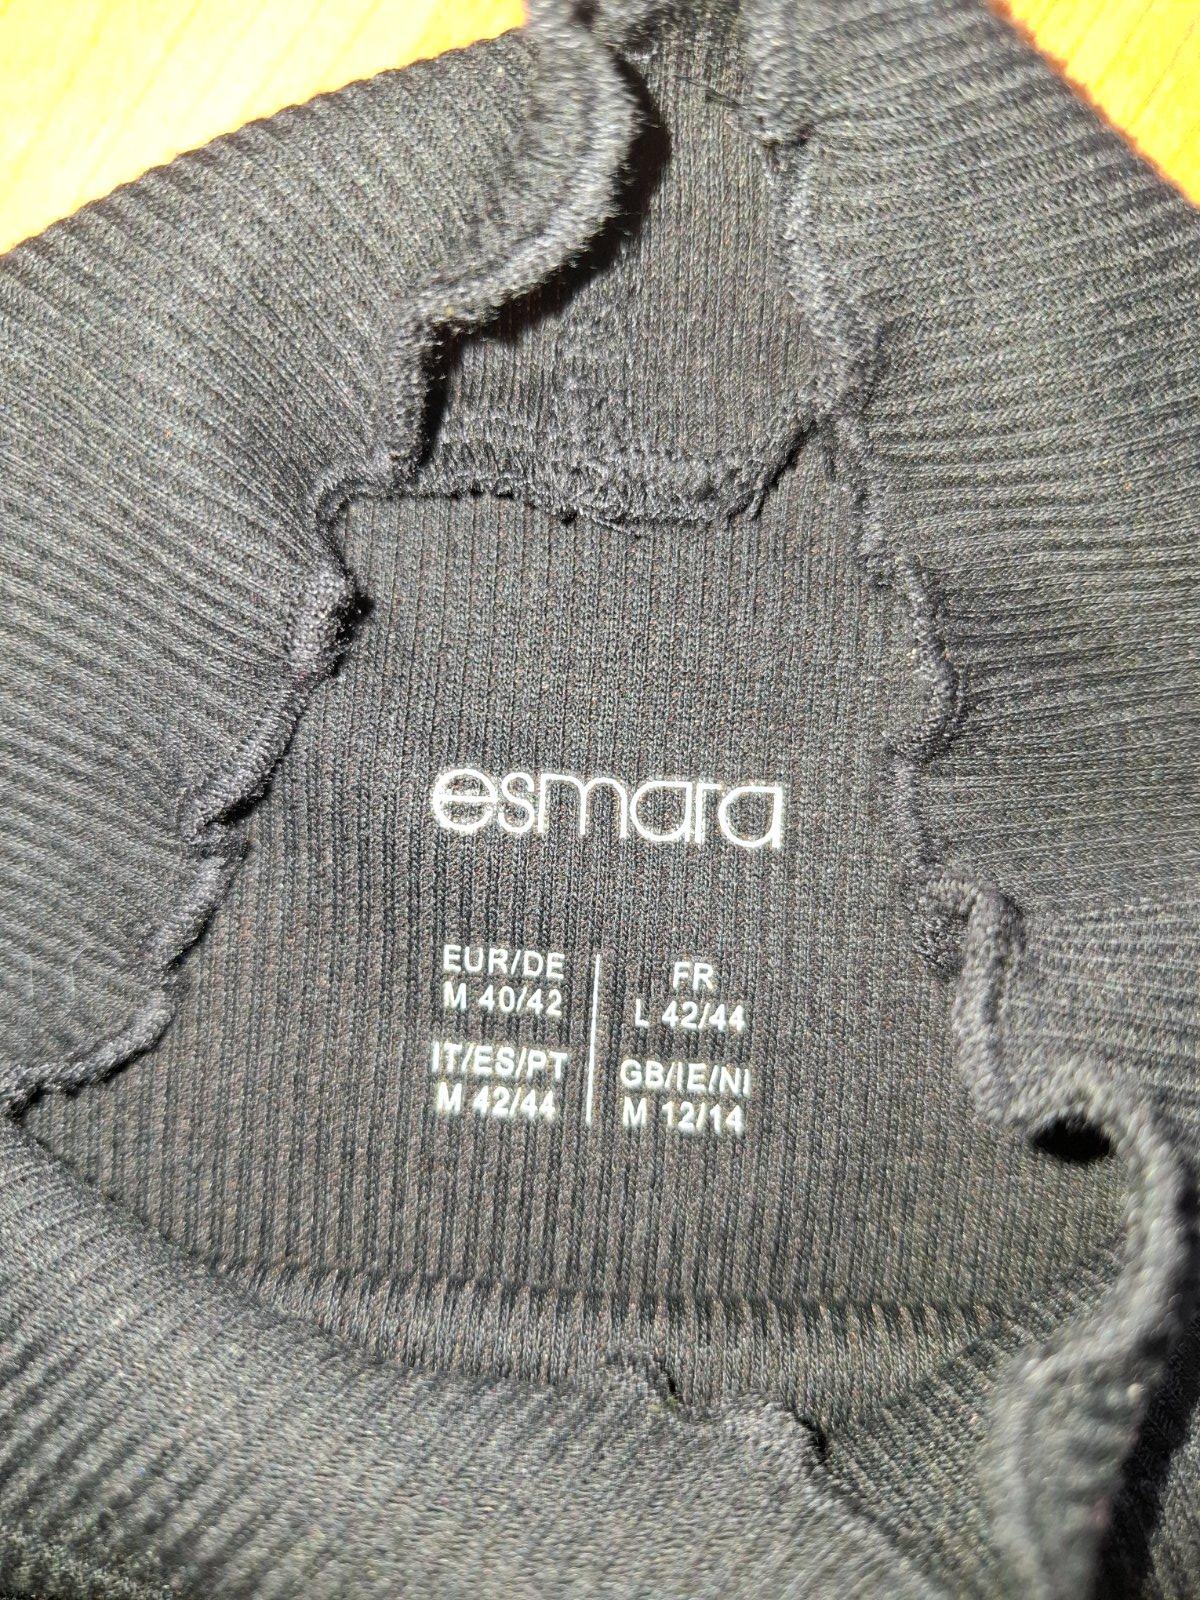 esmara
EUR/DE
M 40/42
IT/ES/PT
M 42/44
FR
L 42/44
GB/IE/NI
M 12/14